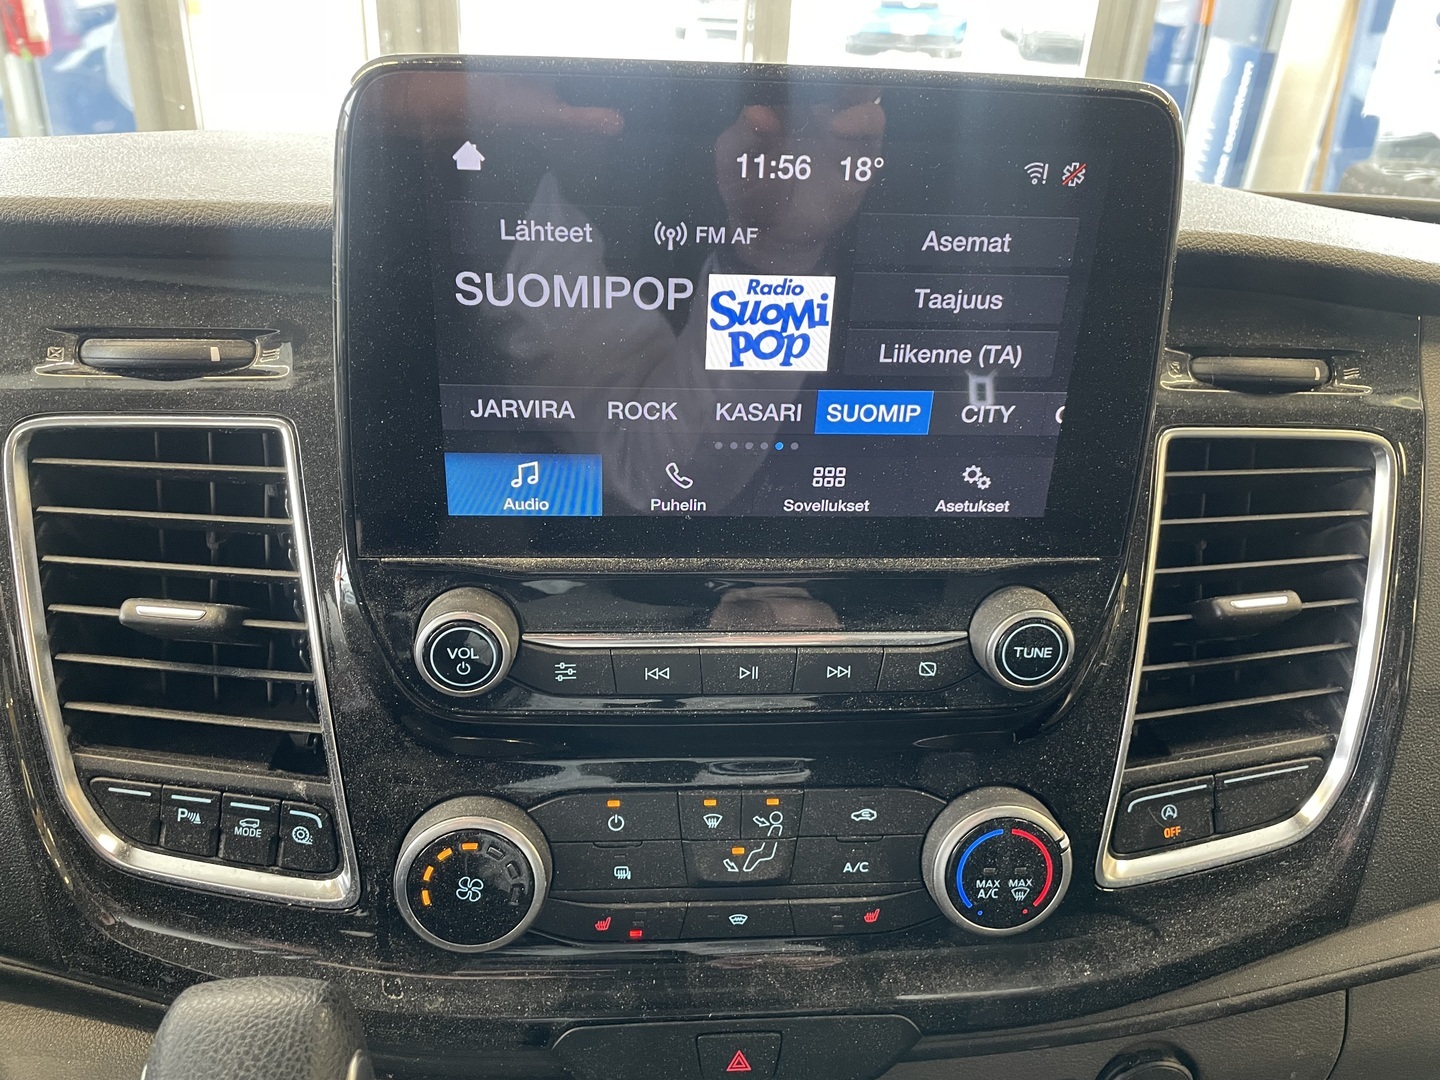 11:56 18°
Lähteet FM AF Asemat
SUOMIPOP
Radio
SUOMi
pop
Taajuus
Liikenne (TA)
JARVIRA ROCK KASARI SUOMIP CITY
Audio Puhelin Sovellukset Asetukset
VOL
TUNE
P
MODE
A
OFF
A/C
MAX
A/C
MAX